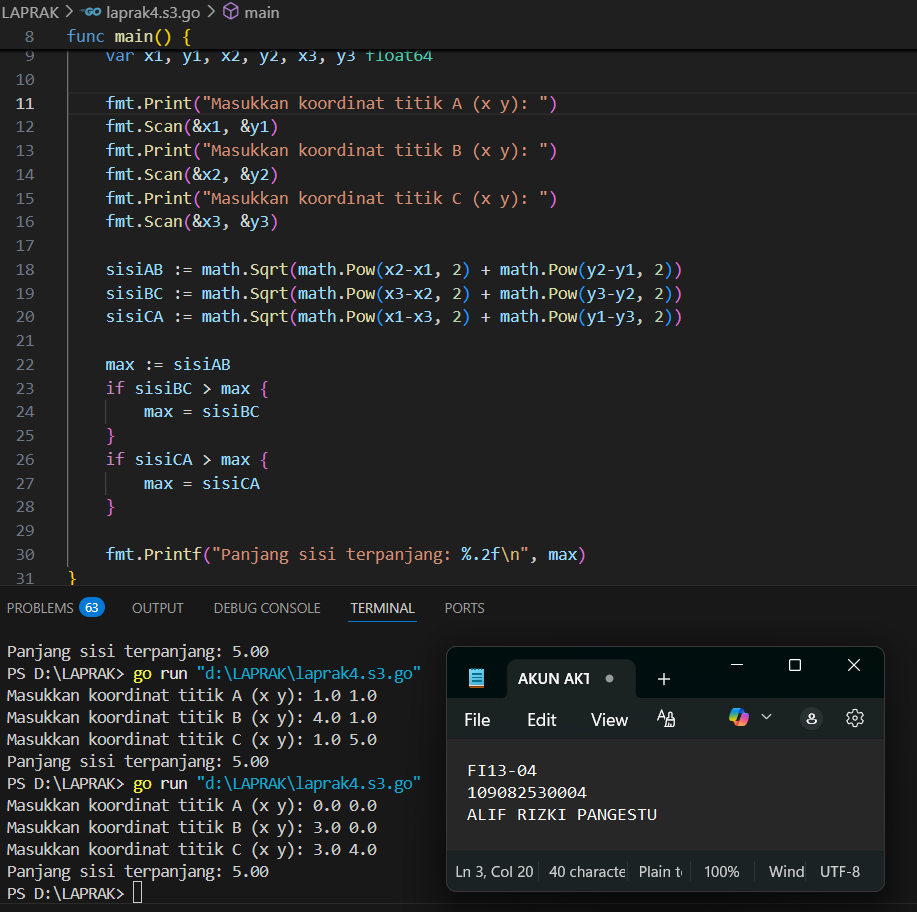 LAPRAK > laprak4.s3.go > main
8 func main() {
9 var x1, y1, x2, y2, x3, y3 float64
10
11 fmt.Print("Masukkan koordinat titik A (x y): ")
12 fmt.Scan(&x1, &y1)
13 fmt.Print("Masukkan koordinat titik B (x y): ")
14 fmt.Scan(&x2, &y2)
15 fmt.Print("Masukkan koordinat titik C (x y): ")
16 fmt.Scan(&x3, &y3)
17
18 sisiAB := math.Sqrt(math.Pow(x2-x1, 2) + math.Pow(y2-y1, 2))
19 sisiBC := math.Sqrt(math.Pow(x3-x2, 2) + math.Pow(y3-y2, 2))
20 sisiCA := math.Sqrt(math.Pow(x1-x3, 2) + math.Pow(y1-y3, 2))
21
22 max := sisiAB
23 if sisiBC > max {
24 max = sisiBC
25 }
26 if sisiCA > max {
27 max = sisiCA
28 }
29
30 fmt.Printf("Panjang sisi terpanjang: %.2f\n", max)
31 }
PROBLEMS 63 OUTPUT DEBUG CONSOLE TERMINAL PORTS
Panjang sisi terpanjang: 5.00
PS D:\LAPRAK> go run "d:\LAPRAK\laprak4.s3.go"
Masukkan koordinat titik A (x y): 1.0 1.0
Masukkan koordinat titik B (x y): 4.0 1.0
Masukkan koordinat titik C (x y): 1.0 5.0
Panjang sisi terpanjang: 5.00
PS D:\LAPRAK> go run "d:\LAPRAK\laprak4.s3.go"
Masukkan koordinat titik A (x y): 0.0 0.0
Masukkan koordinat titik B (x y): 3.0 0.0
Masukkan koordinat titik C (x y): 3.0 4.0
Panjang sisi terpanjang: 5.00
PS D:\LAPRAK>
AKUN AKT
File Edit View
FI13-04
109082530004
ALIF RIZKI PANGESTU
Ln 3, Col 20 40 characte Plain t 100% Wind UTF-8